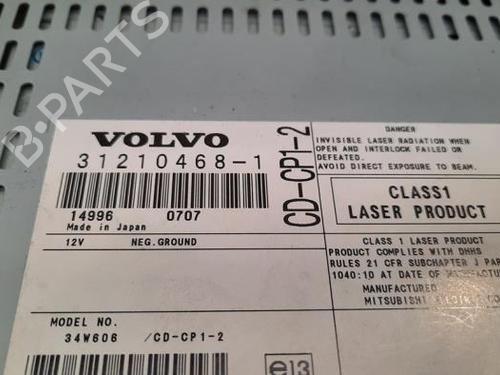 B-PARTS
VOLVO
31210468-1
14996 0707
Made in Japan
12V NEG.GROUND
MODEL NO.
34W606 /CD-CP1-2
CD-CP1-2
DANGER
INVISIBLE LASER RADIATION WHEN
OPEN AND INTERLOCK FAILED OR
DEFEATED.
AVOID DIRECT EXPOSURE TO BEAM.
CLASS1
LASER PRODUCT
CLASS 1 LASER PRODUCT
PRODUCT COMPLIES WITH DHHS
RULES 21 CFR SUBCHAPTER J PAR
1040:10 AT DATE OF MANUFACTU
MANUFACTURED
MITSUBISHI
e13